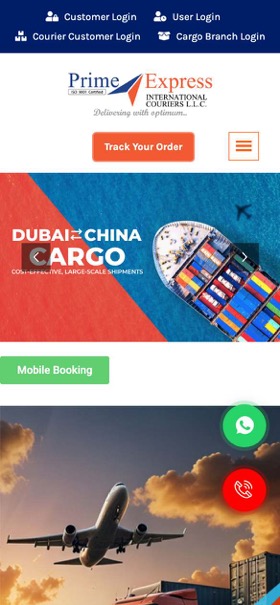 Customer Login
User Login
Courier Customer Login
Cargo Branch Login
Prime Express
ISO 9001 Certified
INTERNATIONAL
COURIERS L.L.C.
Delivering with optimum...
Track Your Order
DUBAI⇄CHINA
CARGO
COST-EFFECTIVE, LARGE-SCALE SHIPMENTS
Mobile Booking